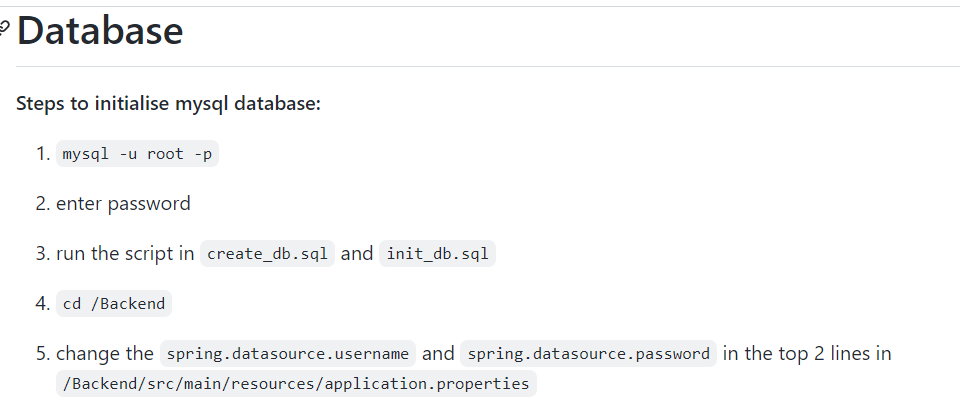 Database
Steps to initialise mysql database:
1. mysql -u root -p
2. enter password
3. run the script in create_db.sql and init_db.sql
4. cd /Backend
5. change the spring.datasource.username and spring.datasource.password in the top 2 lines in
/Backend/src/main/resources/application.properties